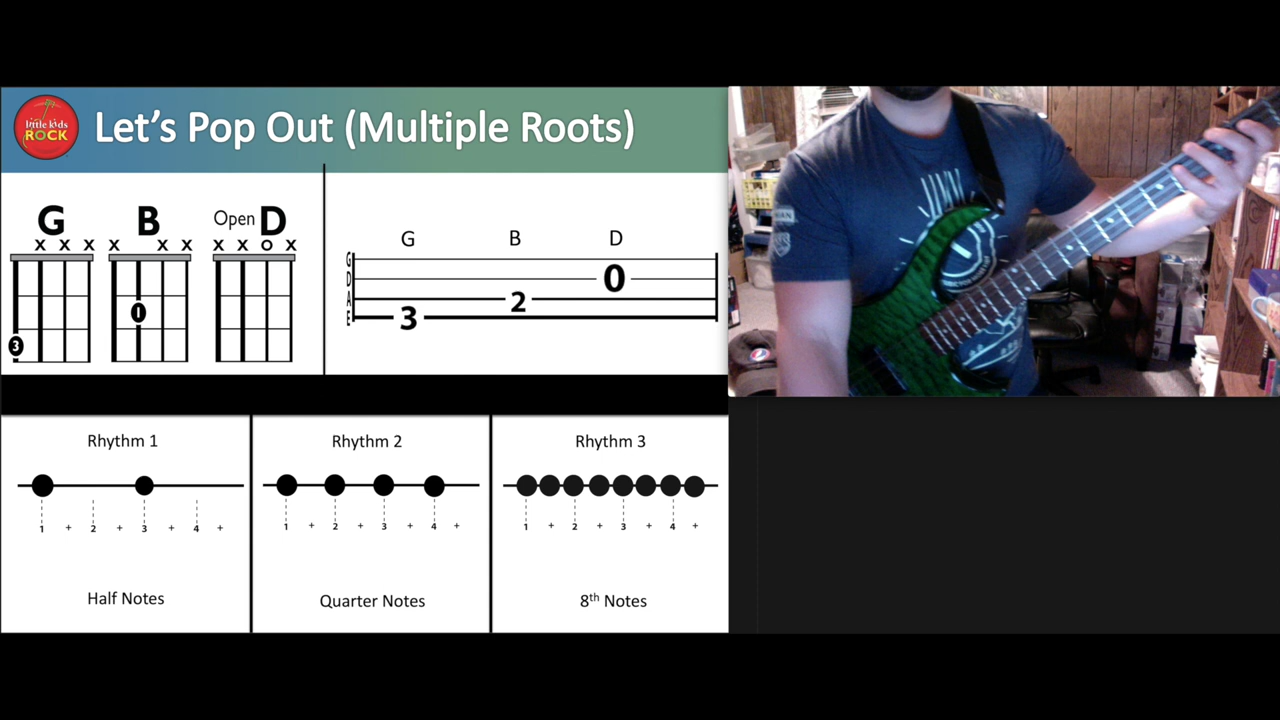 little kids
ROCK
Let's Pop Out (Multiple Roots)
G B Open D
x x x x x x x x o x
3 1
G B D
G
D
A
E
0
2
3
Rhythm 1
1 + 2 + 3 + 4 +
Half Notes
Rhythm 2
1 + 2 + 3 + 4 +
Quarter Notes
Rhythm 3
1 + 2 + 3 + 4 +
8th Notes